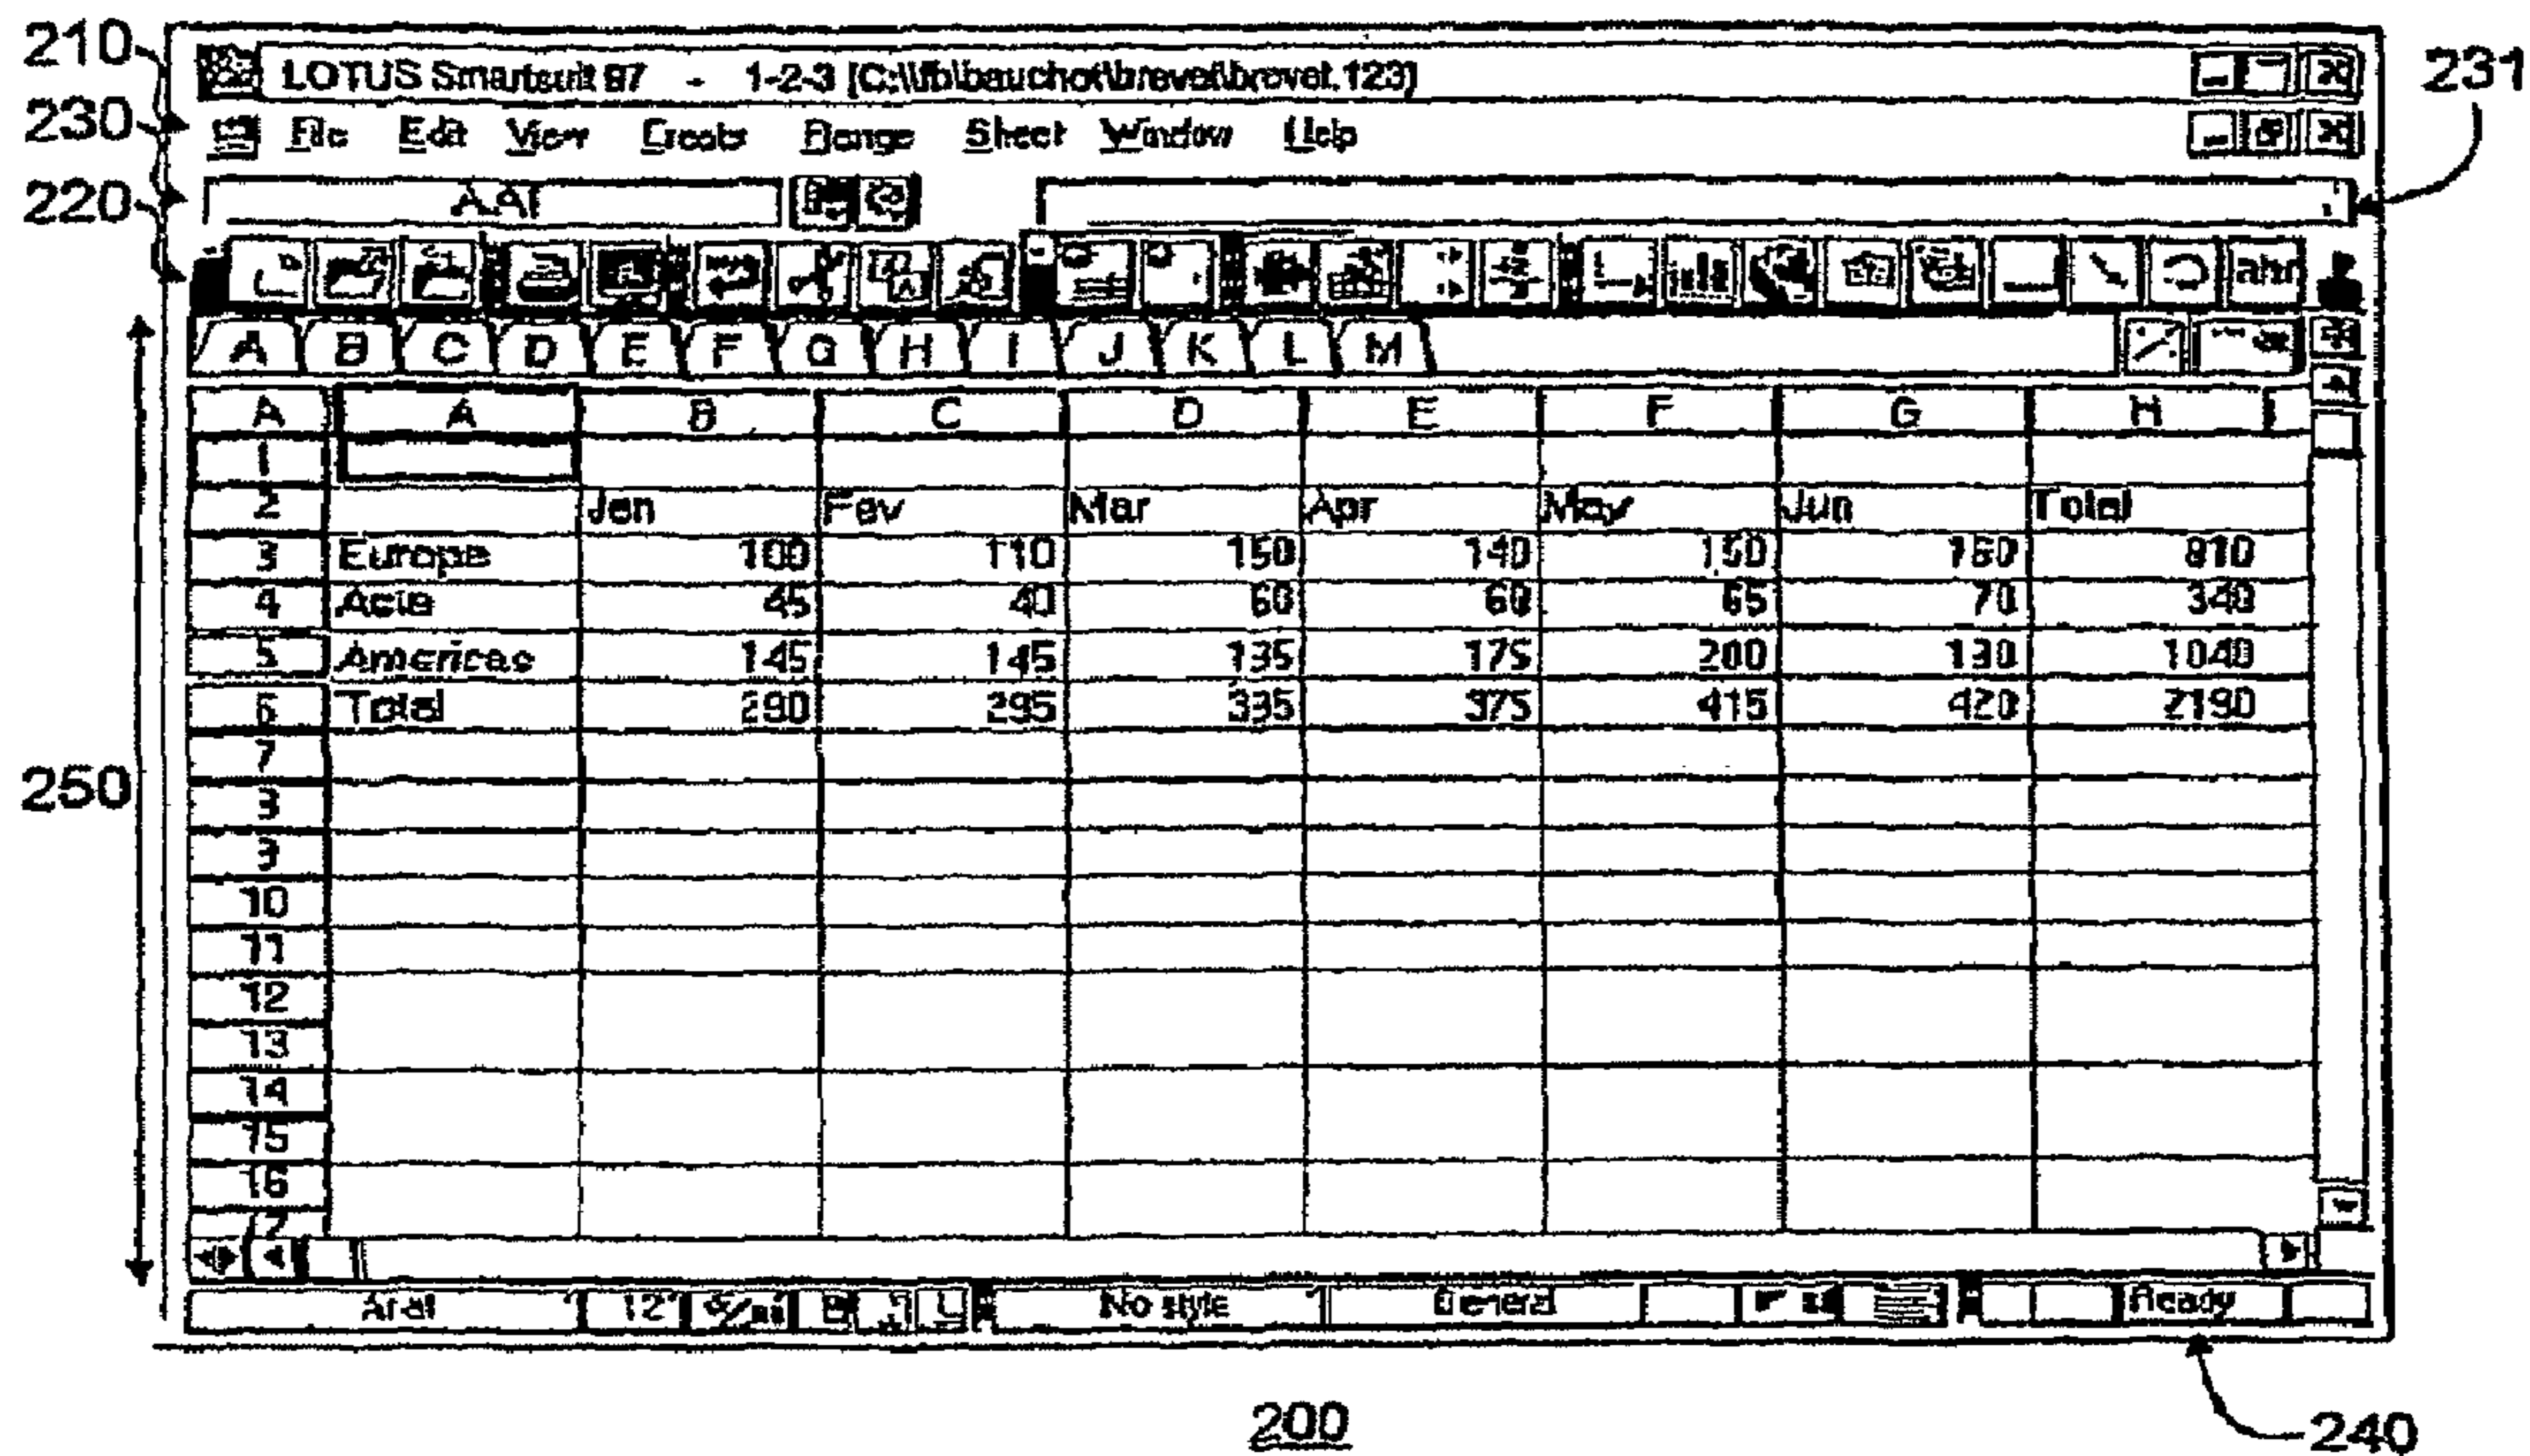 210
LOTUS Smartsuit 97 - 1-2-3 [C:\\fb\bauchot\brevet\brevet.123]
231
230
File Edit View Create Range Sheet Window Help
220
A:A1
A B C D E F G H I J K L M
A A B C D E F G H
1
2 Jan Fev Mar Apr May Jun Total
3 Europe 100 110 150 140 150 160 810
4 Asia 45 40 60 60 65 70 340
5 Americas 145 145 135 175 200 1040
6 Total 290 295 335 375 415 420 2190
7
250
9
10
11
12
13
14
15
16
17
Arial 12 B U No style General Ready
200
240